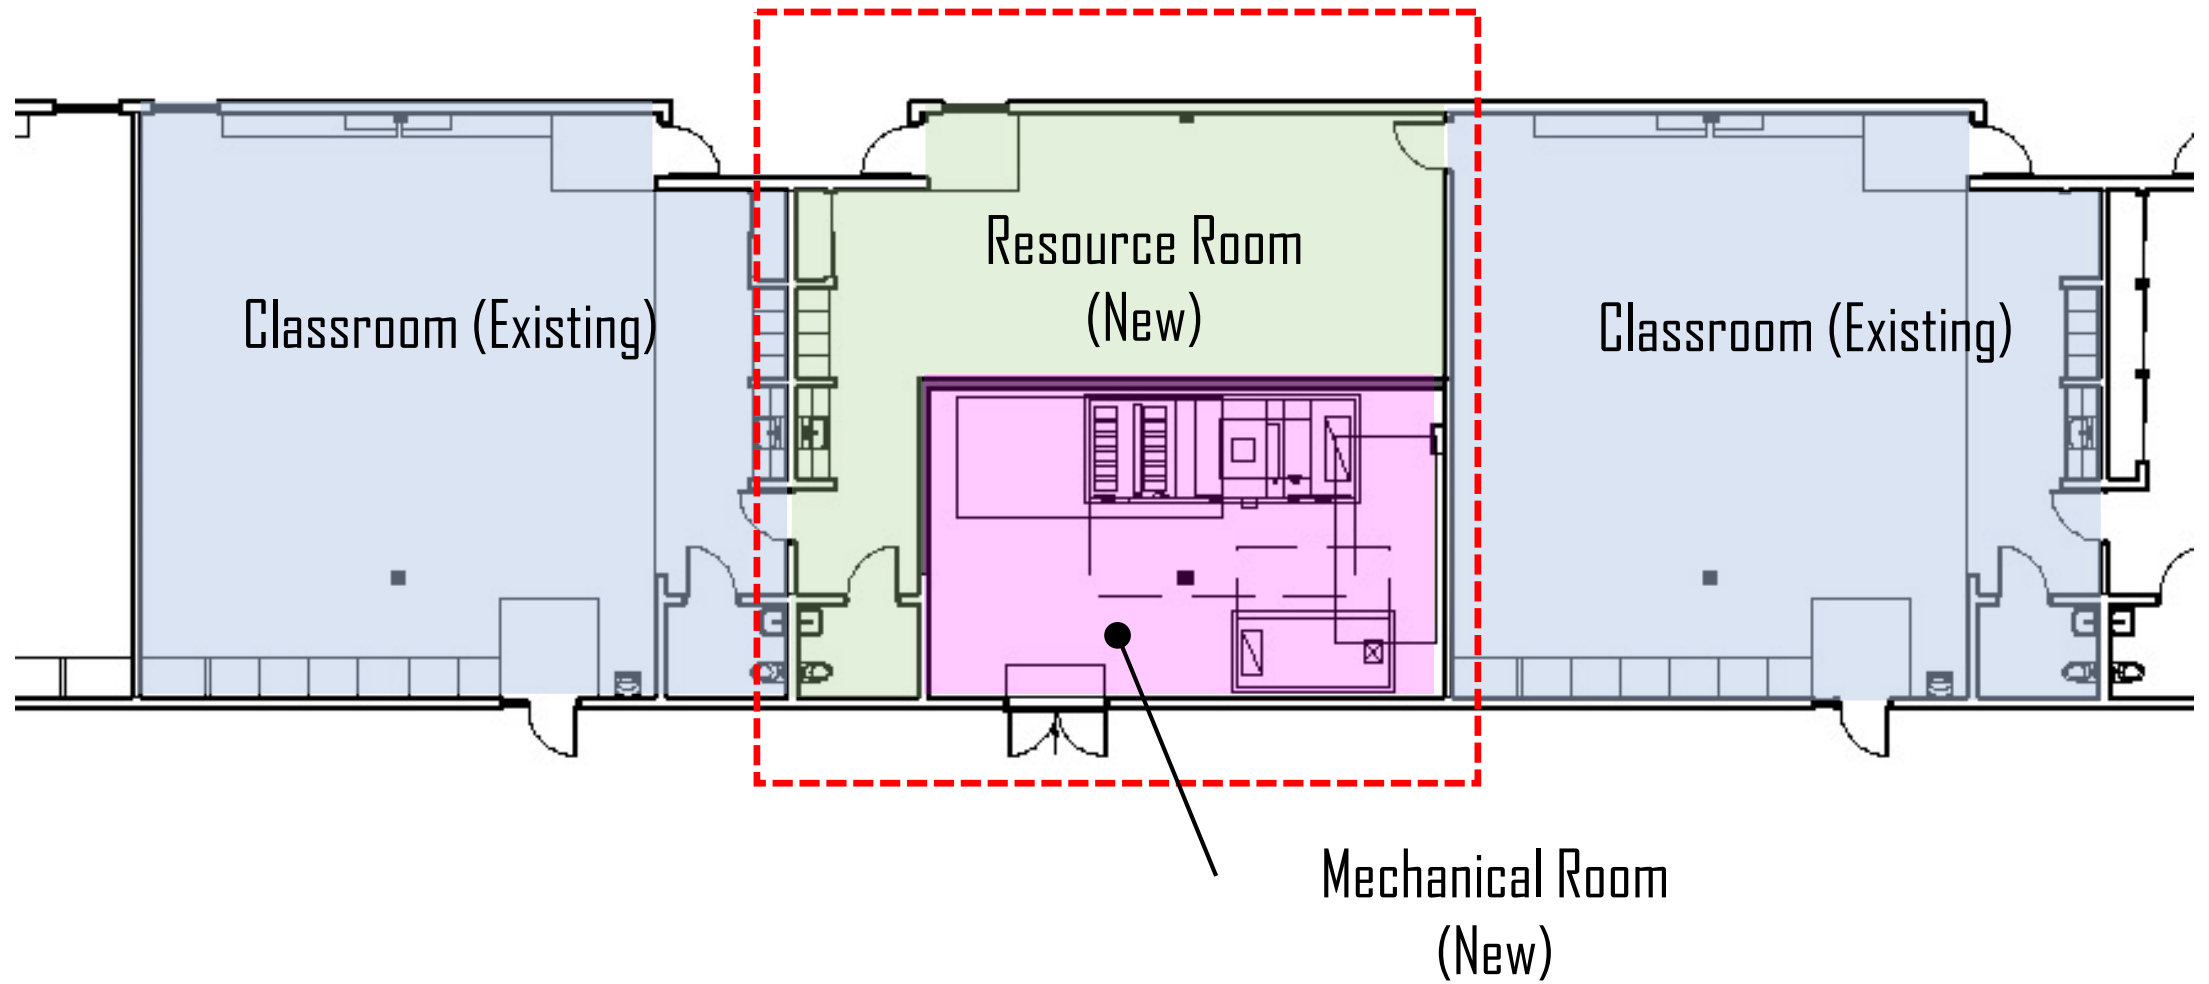 Resource Room
(New)
Classroom (Existing)
Classroom (Existing)
Mechanical Room
(New)